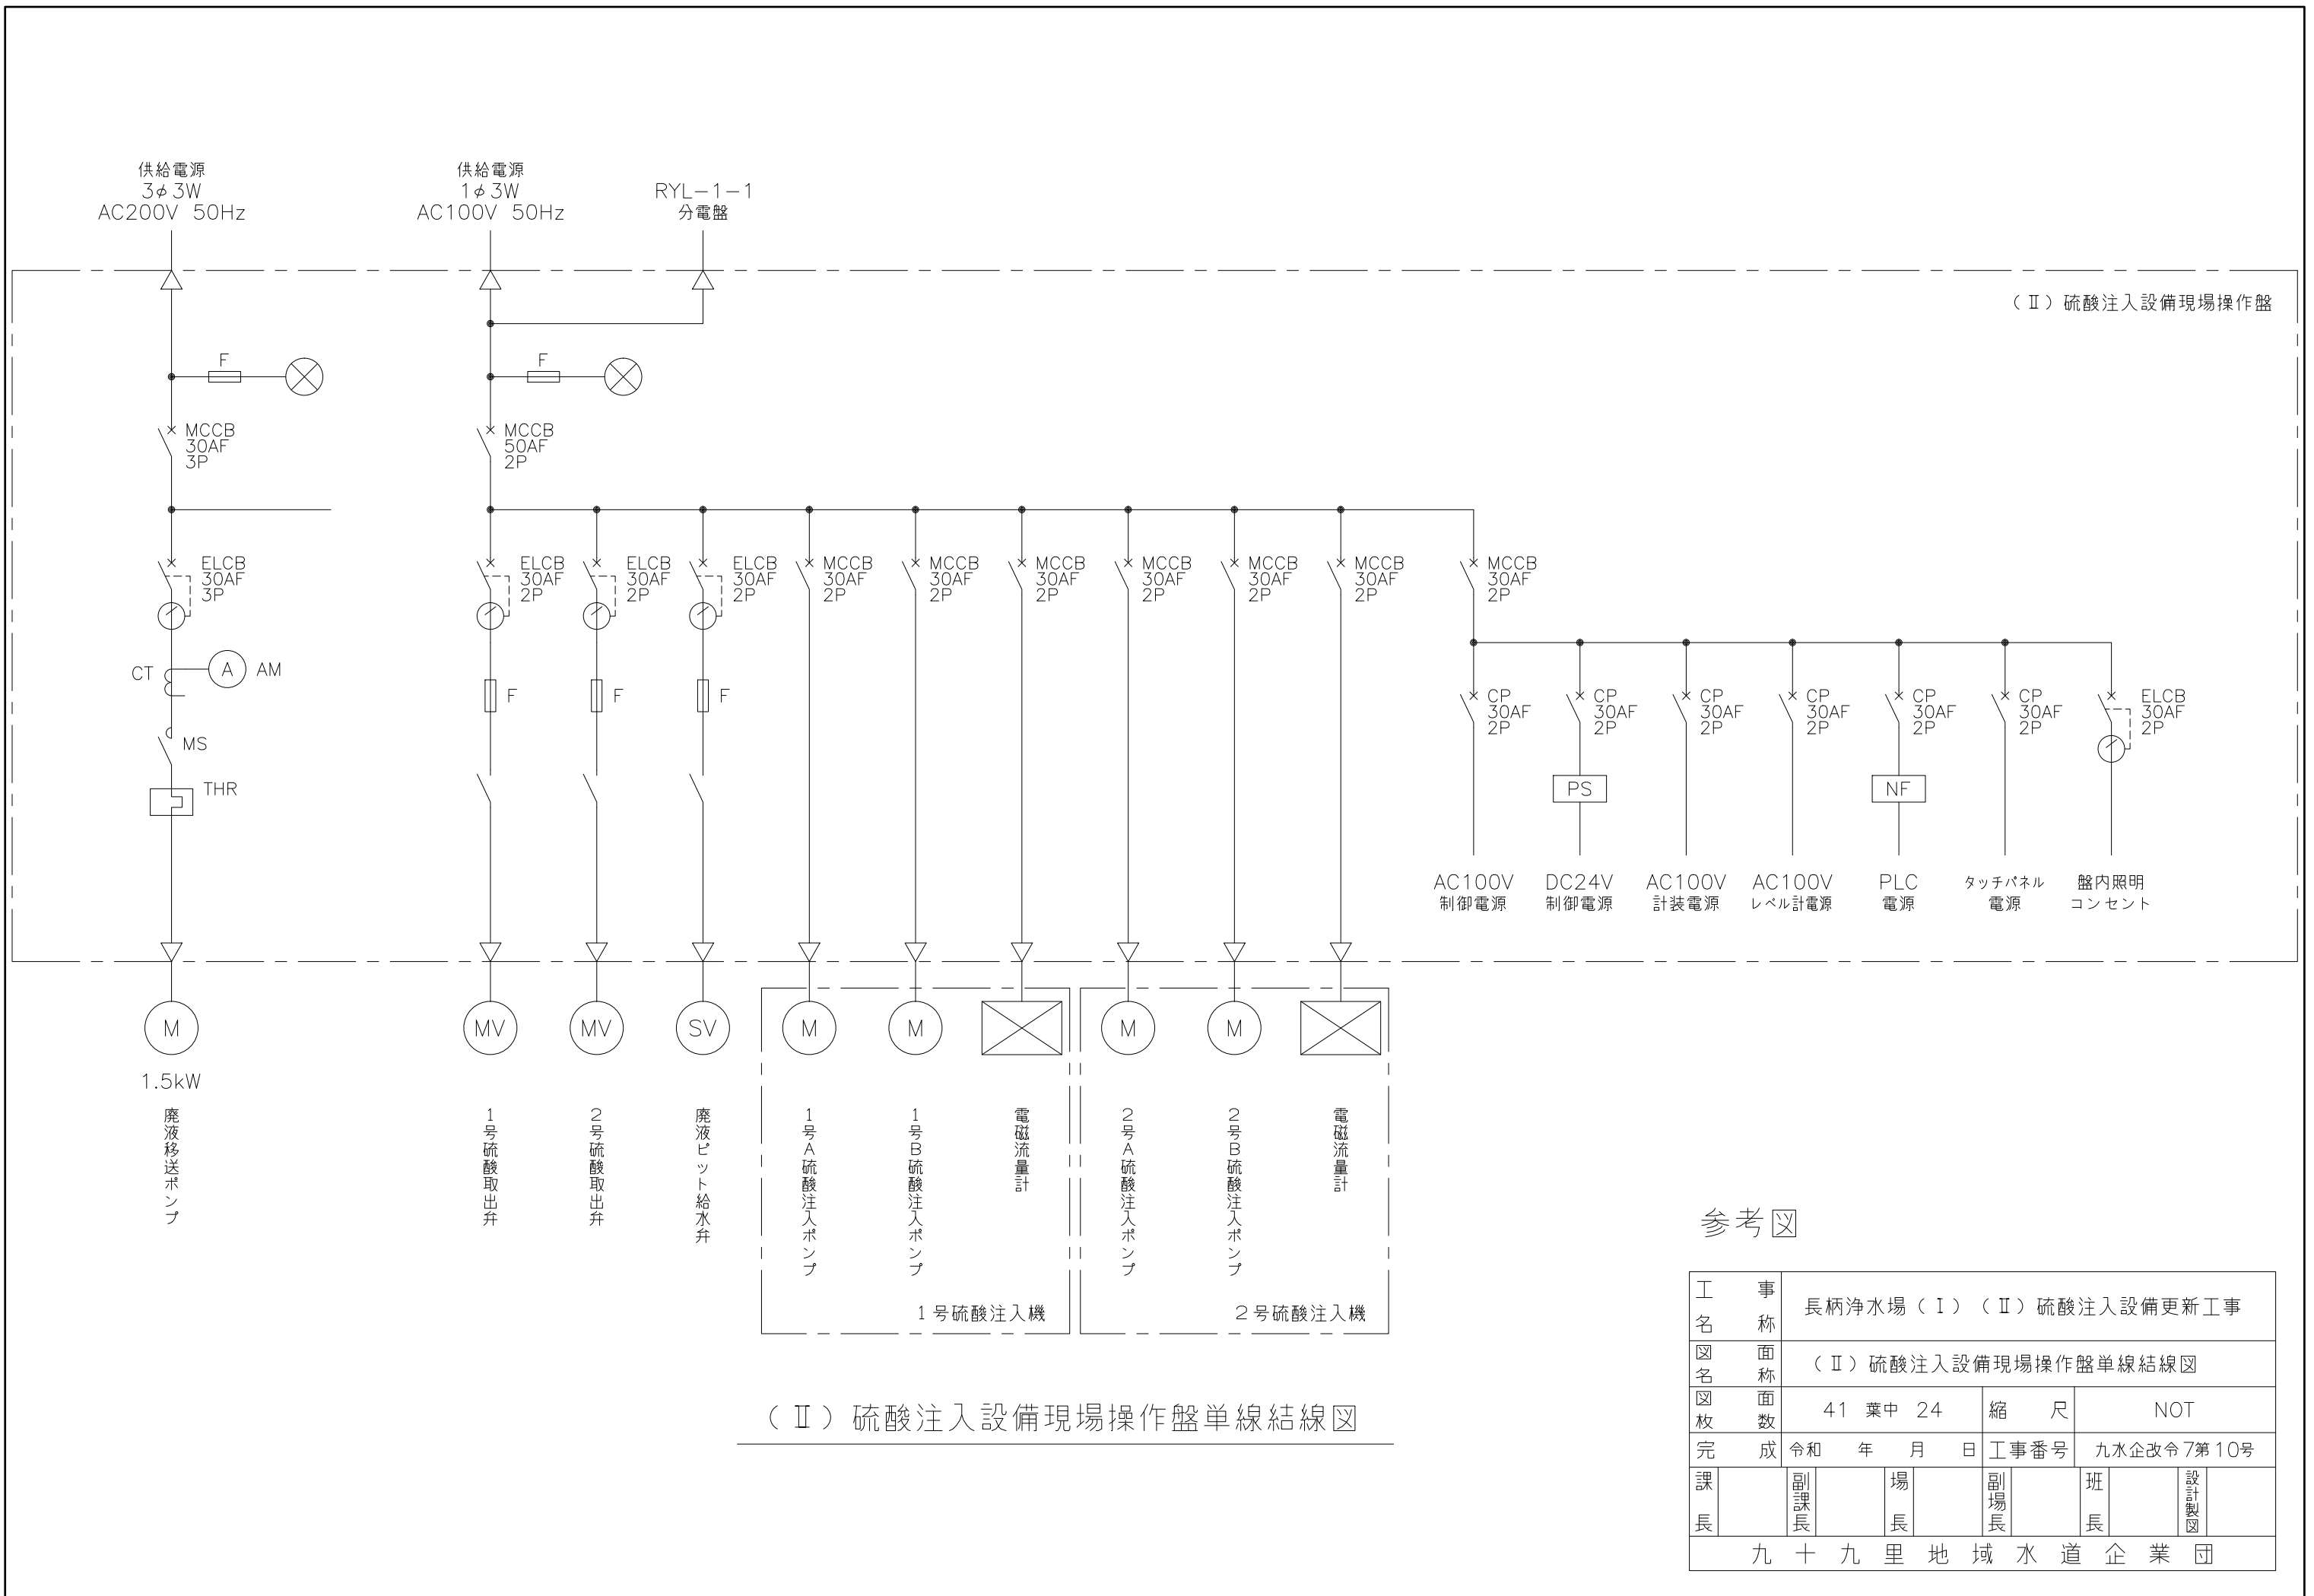 供給電源
3φ3W
AC200V 50Hz
供給電源
1φ3W
AC100V 50Hz
RYL-1-1
分電盤
(Ⅱ)硫酸注入設備現場操作盤
F
F
MCCB
30AF
3P
MCCB
50AF
2P
ELCB
30AF
3P
ELCB
30AF
2P
ELCB
30AF
2P
ELCB
30AF
2P
MCCB
30AF
2P
MCCB
30AF
2P
MCCB
30AF
2P
MCCB
30AF
2P
MCCB
30AF
2P
MCCB
30AF
2P
MCCB
30AF
2P
CT
A
AM
F
F
F
MS
THR
CP
30AF
2P
CP
30AF
2P
CP
30AF
2P
CP
30AF
2P
CP
30AF
2P
CP
30AF
2P
ELCB
30AF
2P
PS
NF
AC100V
制御電源
DC24V
制御電源
AC100V
計装電源
AC100V
レベル計電源
PLC
電源
タッチパネル
電源
盤内照明
コンセント
M
MV
MV
SV
M
M
M
M
1.5kW
廃液移送ポンプ
1号硫酸取出弁
2号硫酸取出弁
廃液ピット給水弁
1号A硫酸注入ポンプ
1号B硫酸注入ポンプ
電磁流量計
2号A硫酸注入ポンプ
2号B硫酸注入ポンプ
電磁流量計
1号硫酸注入機
2号硫酸注入機
(Ⅱ)硫酸注入設備現場操作盤単線結線図
参考図
工事名称 長柄浄水場(Ⅰ)(Ⅱ)硫酸注入設備更新工事
図面名称 (Ⅱ)硫酸注入設備現場操作盤単線結線図
図面枚数 41 葉中 24 縮尺 NOT
完成 令和 年 月 日 工事番号 九水企改令7第10号
課長 副課長 場長 副場長 班長 設計製図
九十九里地域水道企業団